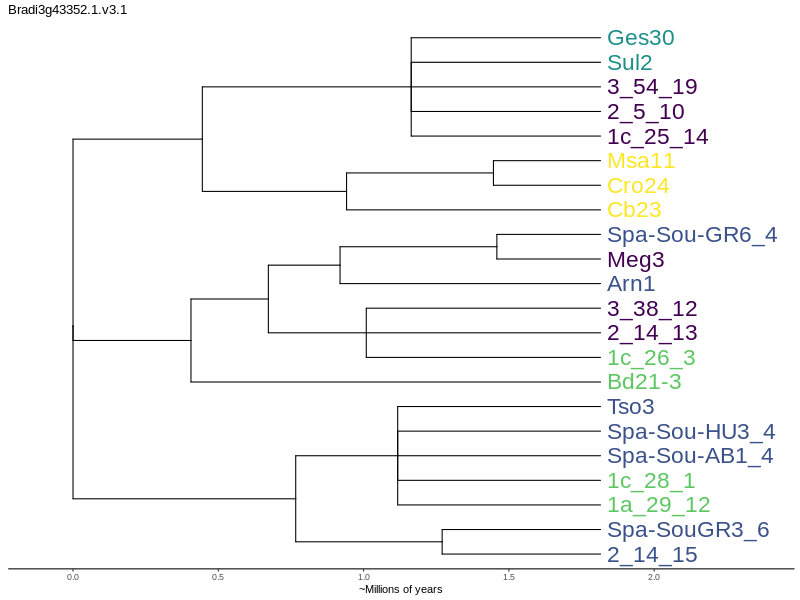 Bradi3g43352.1.v3.1
Ges30
Sul2
3_54_19
2_5_10
1c_25_14
Msa11
Cro24
Cb23
Spa-Sou-GR6_4
Meg3
Arn1
3_38_12
2_14_13
1c_26_3
Bd21-3
Tso3
Spa-Sou-HU3_4
Spa-Sou-AB1_4
1c_28_1
1a_29_12
Spa-SouGR3_6
2_14_15
0.0 0.5 1.0 1.5 2.0
~Millions of years